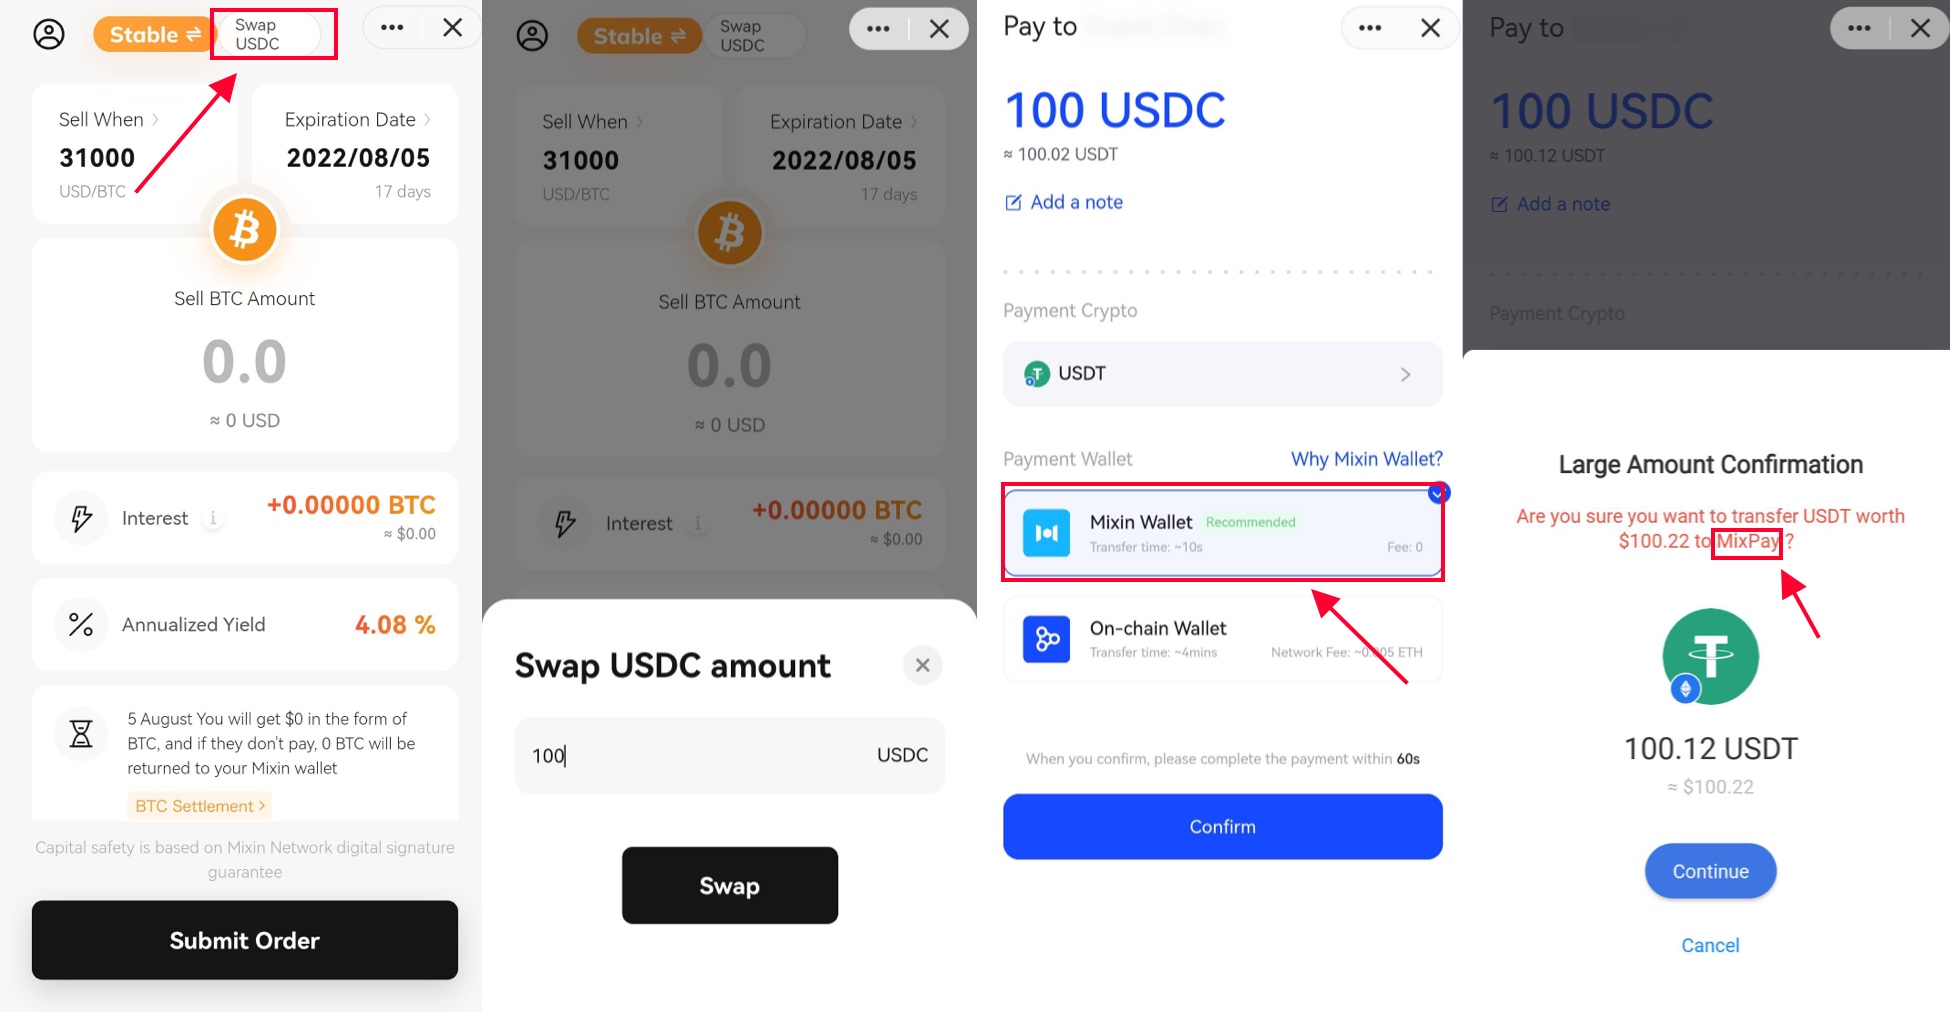 Stable ⇌
Swap
USDC
Sell When >
31000
USD/BTC
Expiration Date >
2022/08/05
17 days
Sell BTC Amount
0.0
≈ 0 USD
Interest i
+0.00000 BTC
≈ $0.00
Annualized Yield
4.08 %
5 August You will get $0 in the form of
BTC, and if they don't pay, 0 BTC will be
returned to your Mixin wallet
BTC Settlement >
Capital safety is based on Mixin Network digital signature
guarantee
Submit Order
Stable ⇌
Swap
USDC
Sell When >
31000
USD/BTC
Expiration Date >
2022/08/05
17 days
Sell BTC Amount
0.0
≈ 0 USD
Interest i
+0.00000 BTC
≈ $0.00
Swap USDC amount
100
USDC
Swap
Pay to
100 USDC
≈ 100.02 USDT
Add a note
Payment Crypto
USDT
Payment Wallet
Why Mixin Wallet?
Mixin Wallet Recommended
Transfer time: ~10s
Fee: 0
On-chain Wallet
Transfer time: ~4mins
Network Fee: ~0.005 ETH
When you confirm, please complete the payment within 60s
Confirm
Pay to
100 USDC
≈ 100.12 USDT
Add a note
Payment Crypto
Large Amount Confirmation
Are you sure you want to transfer USDT worth
$100.22 to MixPay ?
100.12 USDT
≈ $100.22
Continue
Cancel